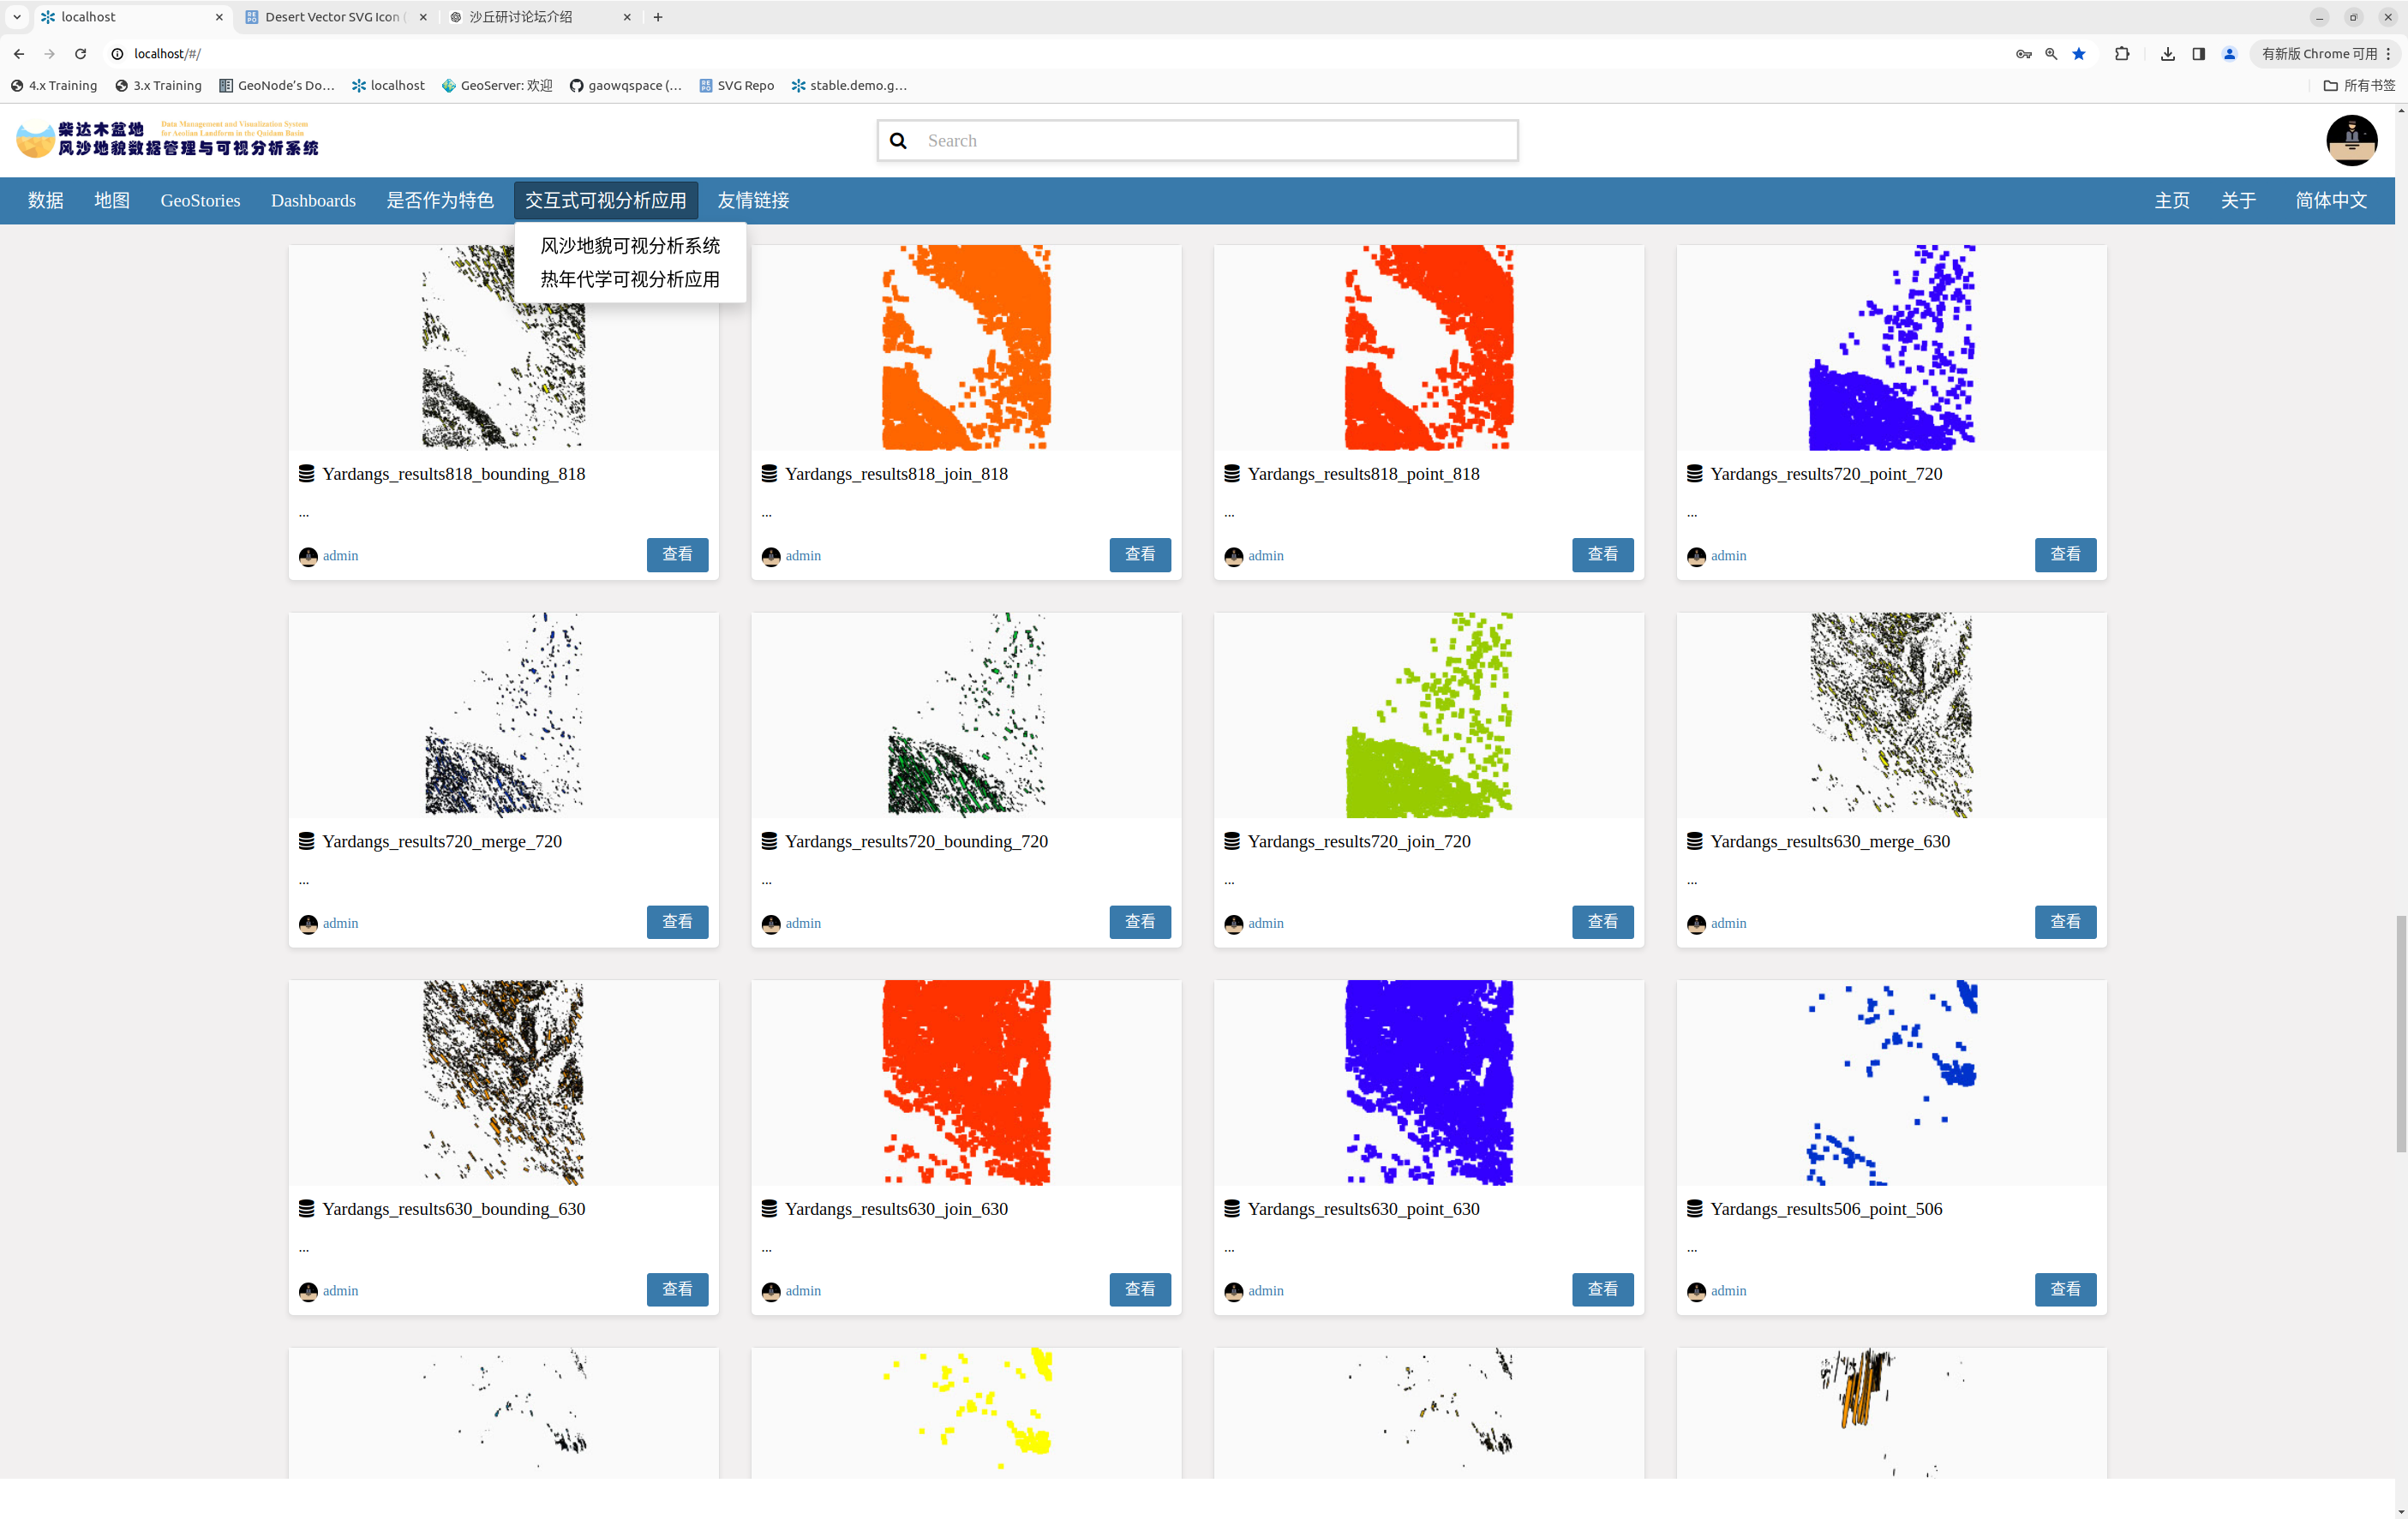 localhost
Desert Vector SVG Icon (
沙丘研讨论坛介绍
localhost/#/
有新版 Chrome 可用
4.x Training
3.x Training
GeoNode’s Do…
localhost
GeoServer: 欢迎
gaowqspace (…
SVG Repo
stable.demo.g…
所有书签
柴达木盆地
Data Management and Visualization System
for Aeolian Landform in the Qaidam Basin
风沙地貌数据管理与可视分析系统
Search
数据
地图
GeoStories
Dashboards
是否作为特色
交互式可视分析应用
友情链接
主页
关于
简体中文
风沙地貌可视分析系统
热年代学可视分析应用
Yardangs_results818_bounding_818
Yardangs_results818_join_818
Yardangs_results818_point_818
Yardangs_results720_point_720
...
...
...
...
admin
查看
admin
查看
admin
查看
admin
查看
Yardangs_results720_merge_720
Yardangs_results720_bounding_720
Yardangs_results720_join_720
Yardangs_results630_merge_630
...
...
...
...
admin
查看
admin
查看
admin
查看
admin
查看
Yardangs_results630_bounding_630
Yardangs_results630_join_630
Yardangs_results630_point_630
Yardangs_results506_point_506
...
...
...
...
admin
查看
admin
查看
admin
查看
admin
查看